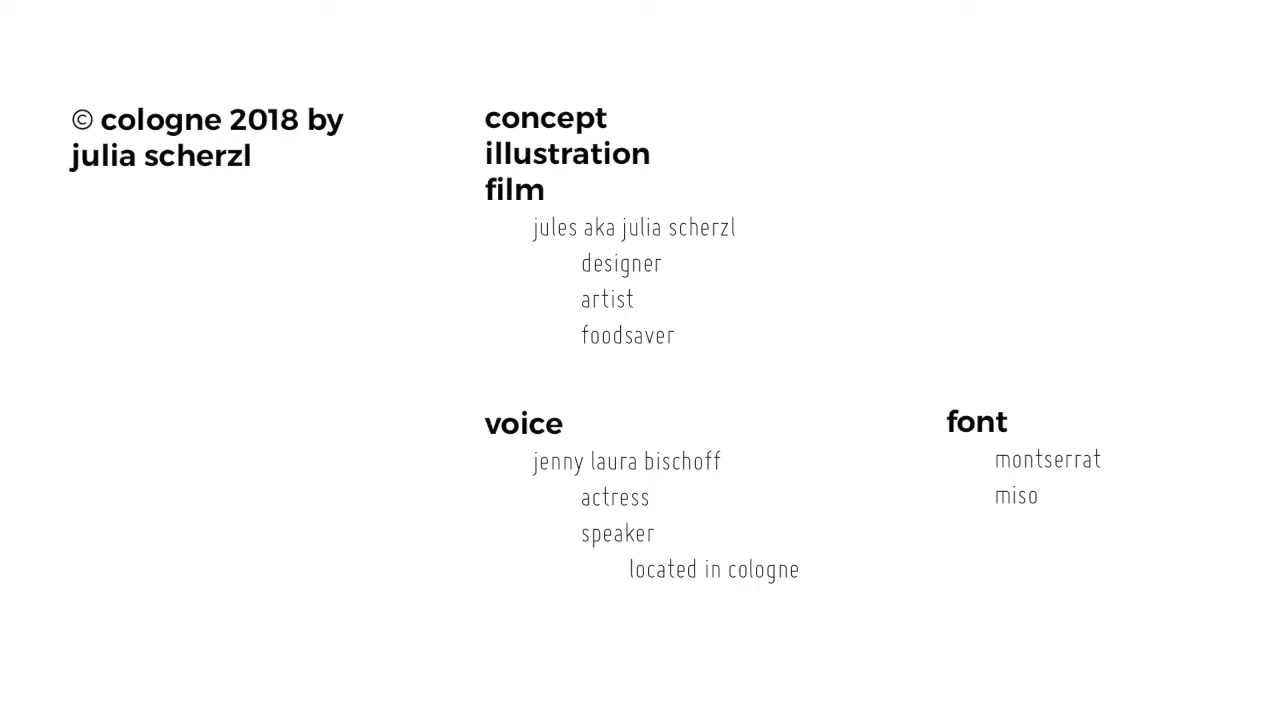 © cologne 2018 by
julia scherzl
concept
illustration
film
jules aka julia scherzl
designer
artist
foodsaver
voice
jenny laura bischoff
actress
speaker
located in cologne
font
montserrat
miso